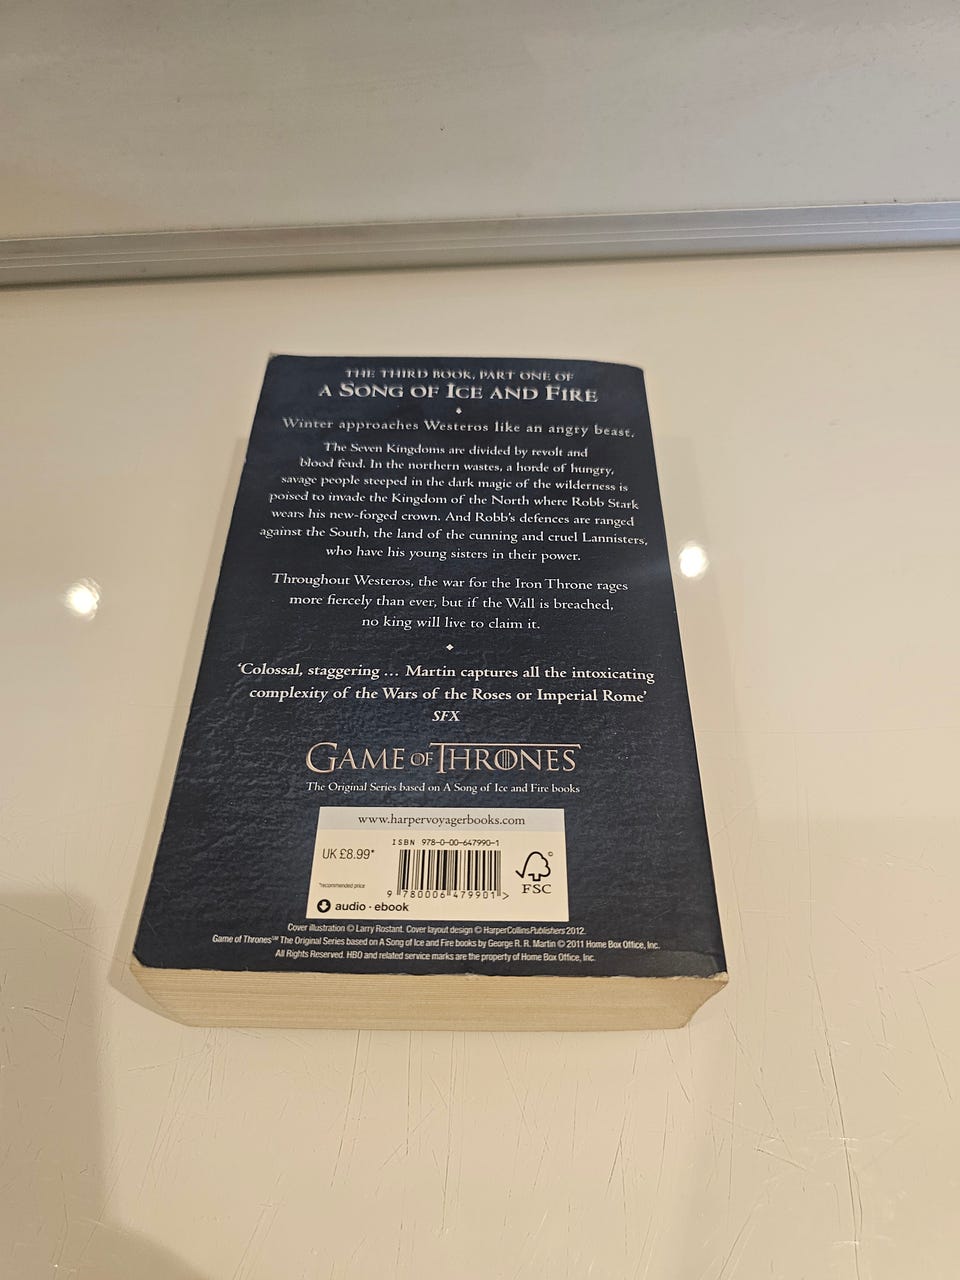 THE THIRD BOOK, PART ONE OF
A SONG OF ICE AND FIRE
Winter approaches Westeros like an angry beast.
The Seven Kingdoms are divided by revolt and
blood feud. In the northern wastes, a horde of hungry,
savage people steeped in the dark magic of the wilderness is
poised to invade the Kingdom of the North where Robb Stark
wears his new-forged crown. And Robb's defences are ranged
against the South, the land of the cunning and cruel Lannisters,
who have his young sisters in their power.
Throughout Westeros, the war for the Iron Throne rages
more fiercely than ever, but if the Wall is breached,
no king will live to claim it.
'Colossal, staggering ... Martin captures all the intoxicating
complexity of the Wars of the Roses or Imperial Rome'
SFX
GAME OF THRONES
The Original Series based on A Song of Ice and Fire books
www.harpervoyagerbooks.com
ISBN 978-0-00-647990-1
UK £8.99*
*recommended price
9 780006 479901 >
FSC
©
audio · ebook
Cover illustration © Larry Rostant. Cover layout design © HarperCollinsPublishers 2012.
Game of Thrones℠ The Original Series based on A Song of Ice and Fire books by George R. R. Martin © 2011 Home Box Office, Inc.
All Rights Reserved. HBO and related service marks are the property of Home Box Office, Inc.